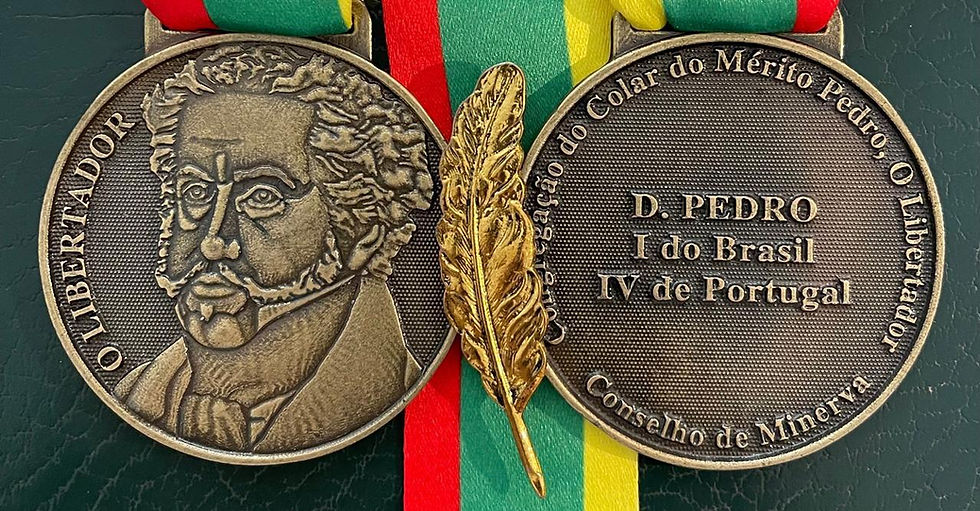 O LIBERTADOR
Congregação do Colar do Mérito Pedro, O Libertador
D. PEDRO
I do Brasil
IV de Portugal
Conselho de Minerva